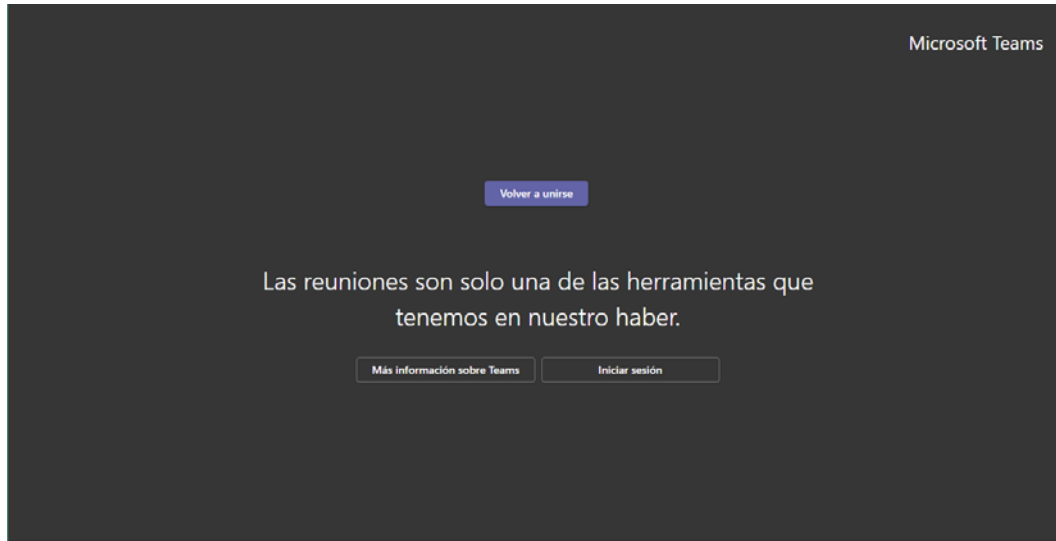 Microsoft Teams
Volver a unirse
Las reuniones son solo una de las herramientas que
tenemos en nuestro haber.
Más información sobre Teams
Iniciar sesión